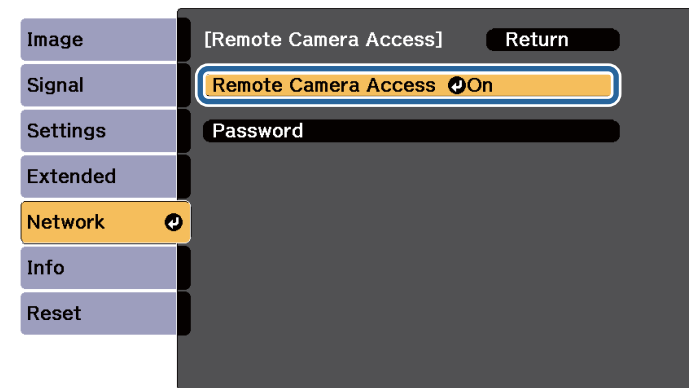 Image
Signal
Settings
Extended
Network
Info
Reset
[Remote Camera Access] Return
Remote Camera Access On
Password